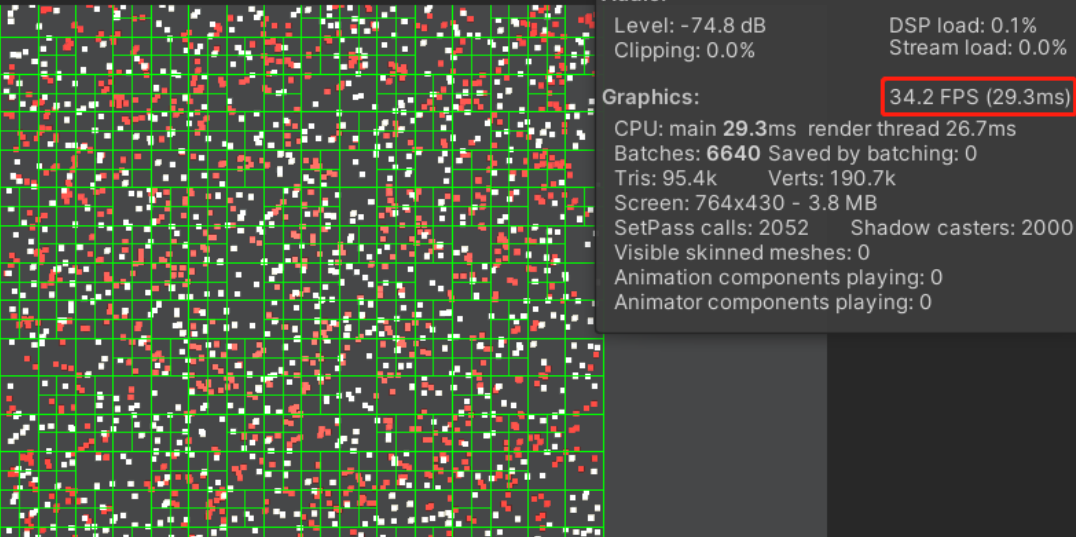 Level: -74.8 dB DSP load: 0.1%
Clipping: 0.0% Stream load: 0.0%
Graphics: 34.2 FPS (29.3ms)
CPU: main 29.3ms render thread 26.7ms
Batches: 6640 Saved by batching: 0
Tris: 95.4k Verts: 190.7k
Screen: 764x430 - 3.8 MB
SetPass calls: 2052 Shadow casters: 2000
Visible skinned meshes: 0
Animation components playing: 0
Animator components playing: 0